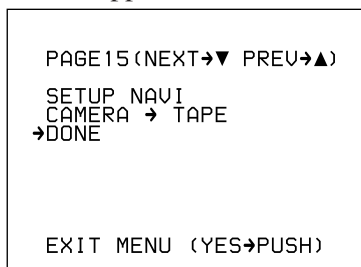 PAGE15(NEXT→▼ PREV→▲)
SETUP NAVI
CAMERA → TAPE
→DONE
EXIT MENU (YES→PUSH)